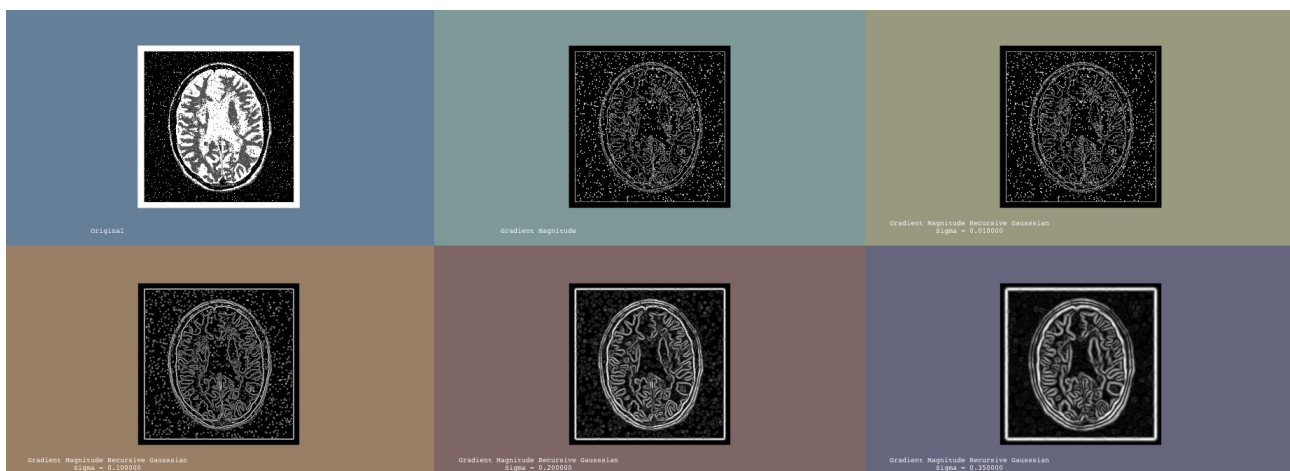 Original
Gradient Magnitude
Gradient Magnitude Recursive Gaussian
Sigma = 0.010000
Gradient Magnitude Recursive Gaussian
Sigma = 0.100000
Gradient Magnitude Recursive Gaussian
Sigma = 0.200000
Gradient Magnitude Recursive Gaussian
Sigma = 0.350000